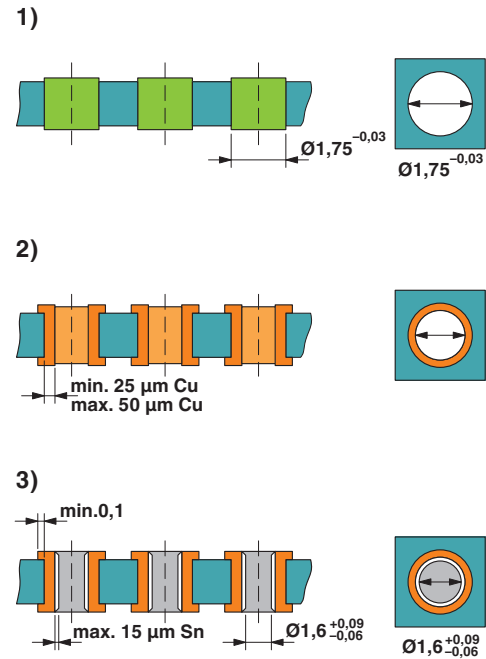 1)
Ø1,75 −0,03
Ø1,75 −0,03
2)
min. 25 µm Cu
max. 50 µm Cu
3)
min.0,1
max. 15 µm Sn
Ø1,6 +0,09 −0,06
Ø1,6 +0,09 −0,06